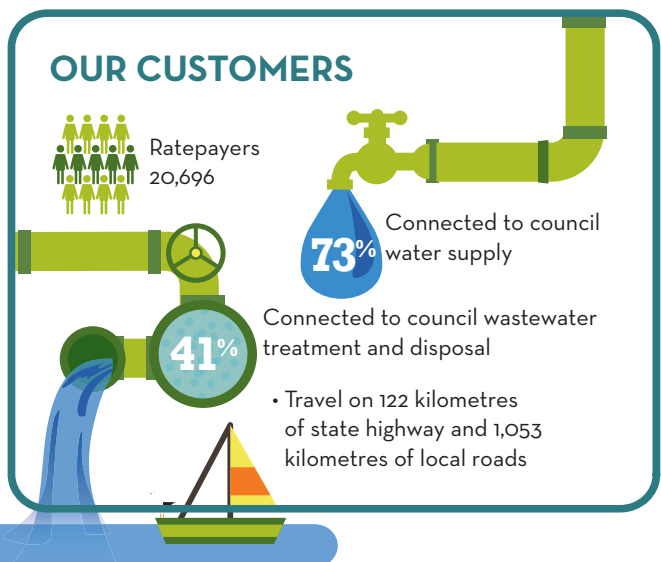 OUR CUSTOMERS
Ratepayers
20,696
73%
Connected to council
water supply
41%
Connected to council wastewater
treatment and disposal
• Travel on 122 kilometres
of state highway and 1,053
kilometres of local roads